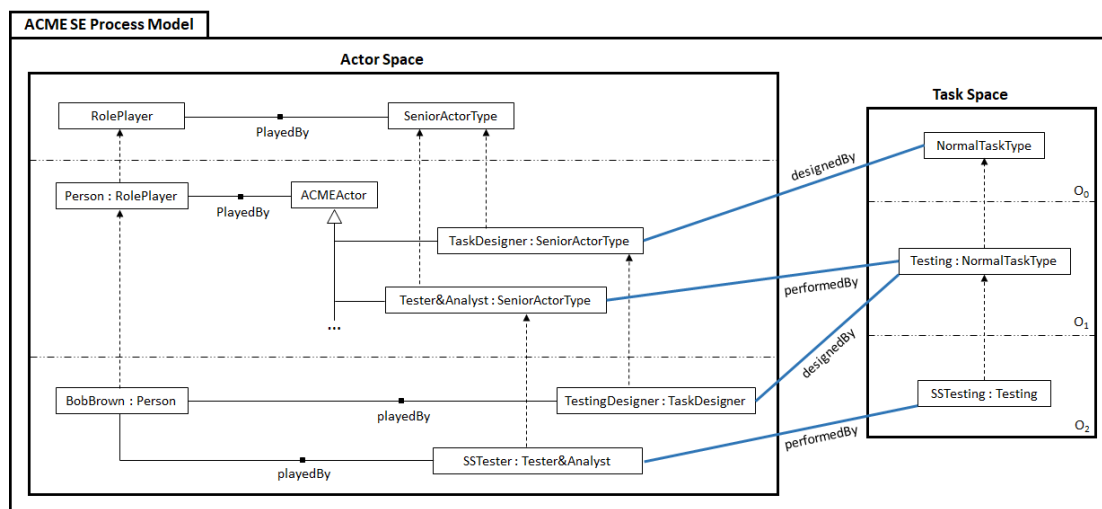 ACME SE Process Model
Actor Space
Task Space
RolePlayer
PlayedBy
SeniorActorType
NormalTaskType
designedBy
O0
Person : RolePlayer
PlayedBy
ACMEActor
TaskDesigner : SeniorActorType
Testing : NormalTaskType
Tester&Analyst : SeniorActorType
performedBy
...
O1
designedBy
BobBrown : Person
playedBy
TestingDesigner : TaskDesigner
SSTesting : Testing
O2
performedBy
SSTester : Tester&Analyst
playedBy